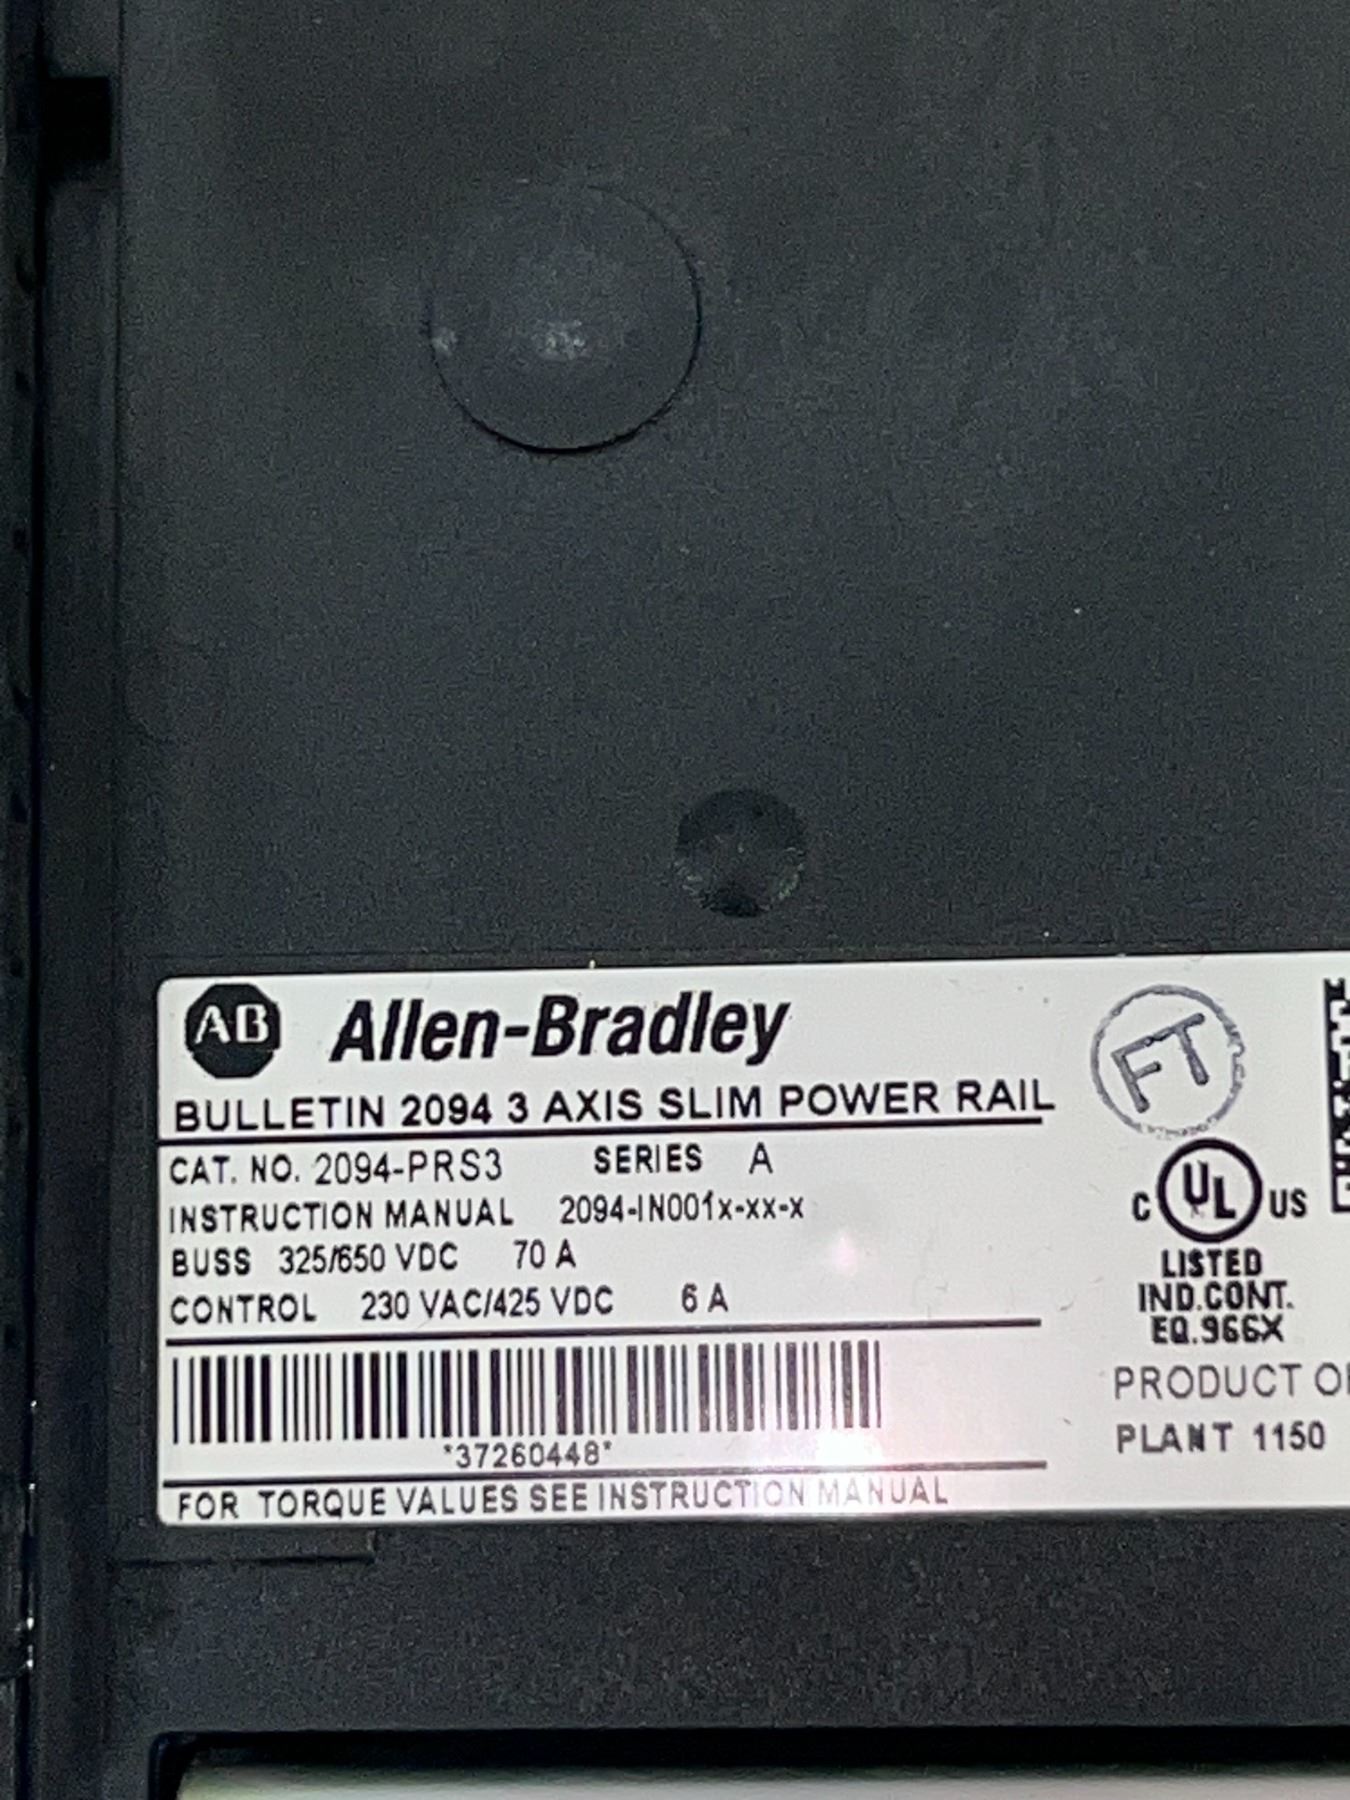 AB Allen-Bradley
BULLETIN 2094 3 AXIS SLIM POWER RAIL
CAT. NO. 2094-PRS3 SERIES A
INSTRUCTION MANUAL 2094-IN001x-xx-x
BUSS 325/650 VDC 70 A
CONTROL 230 VAC/425 VDC 6 A
*37260448*
FOR TORQUE VALUES SEE INSTRUCTION MANUAL
FT
C UL US
LISTED
IND.CONT.
EQ.966X
PRODUCT
PLANT 1150